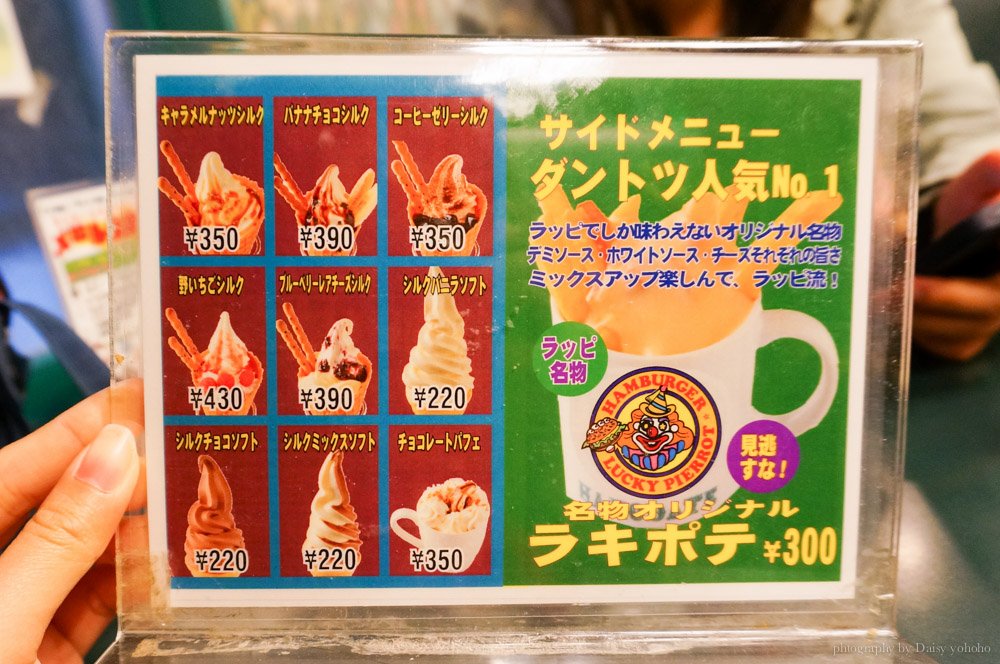 キャラメルナッツシルク
¥350
バナナチョコシルク
¥390
コーヒーゼリーシルク
¥350
野いちごシルク
¥430
ブルーベリーレアチーズシルク
¥390
シルクバニラソフト
¥220
シルクチョコソフト
¥220
シルクミックスソフト
¥220
チョコレートパフェ
¥350
サイドメニュー
ダントツ人気No 1
ラッピでしか味わえないオリジナル名物
デミソース・ホワイトソース・チーズそれぞれの旨さ
ミックスアップ楽しんで、ラッピ流!
ラッピ
名物
HAMBURGER
LUCKY PIERROT
見逃
すな!
名物オリジナル
ラキポテ ¥300
photography by Daisy yohoho